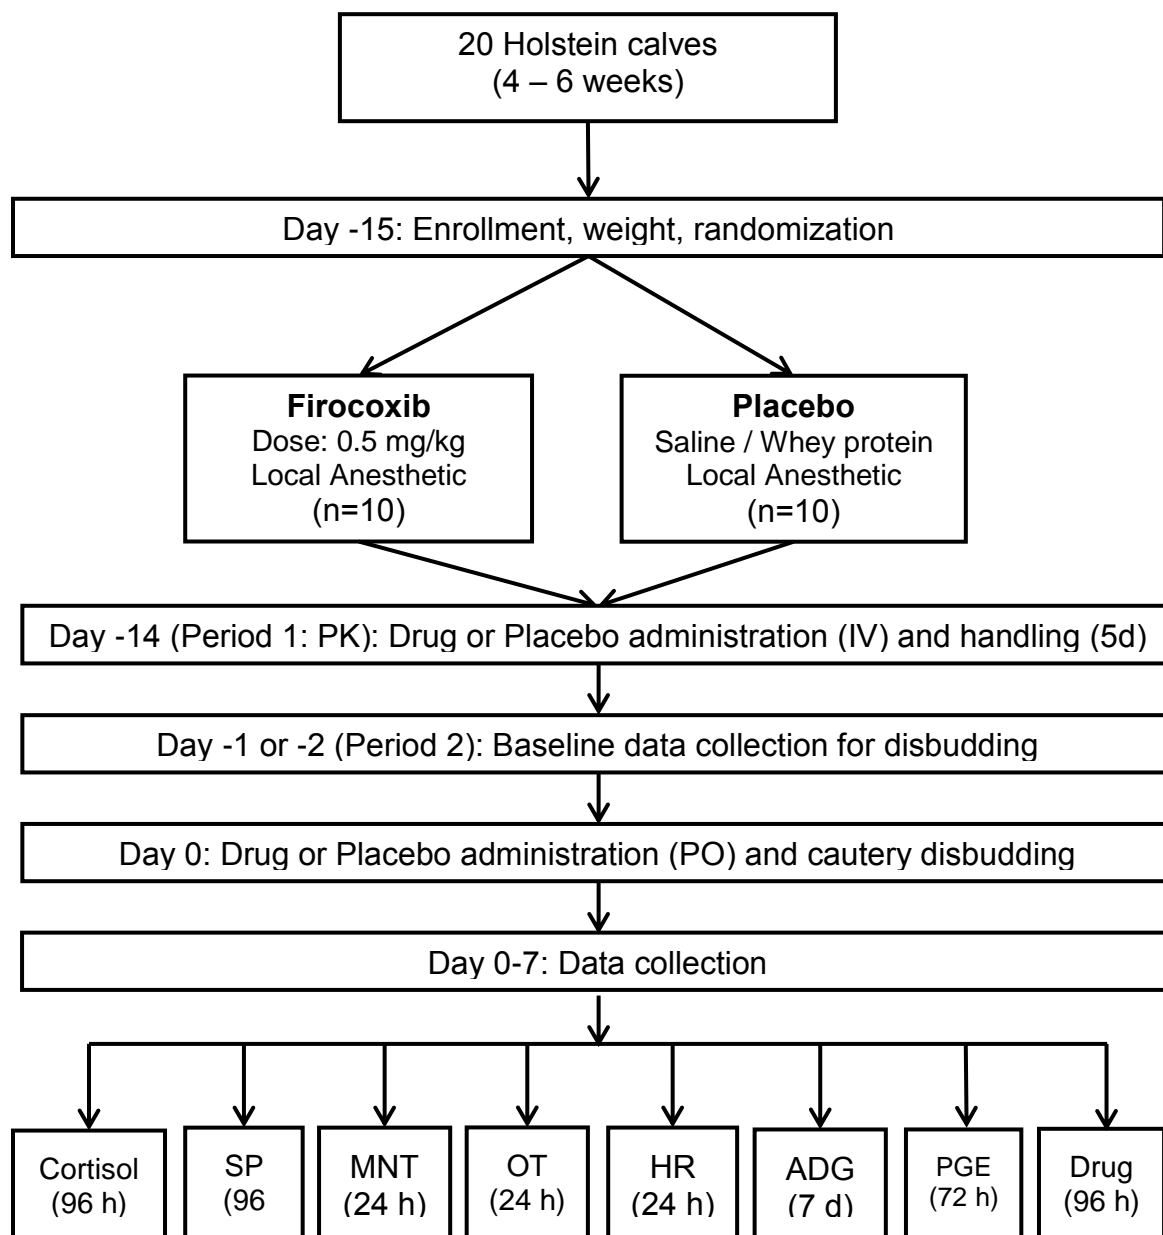 20 Holstein calves
(4 – 6 weeks)
Day -15: Enrollment, weight, randomization
Firocoxib
Dose: 0.5 mg/kg
Local Anesthetic
(n=10)
Placebo
Saline / Whey protein
Local Anesthetic
(n=10)
Day -14 (Period 1: PK): Drug or Placebo administration (IV) and handling (5d)
Day -1 or -2 (Period 2): Baseline data collection for disbudding
Day 0: Drug or Placebo administration (PO) and cautery disbudding
Day 0-7: Data collection
Cortisol
(96 h)
SP
(96
MNT
(24 h)
OT
(24 h)
HR
(24 h)
ADG
(7 d)
PGE
(72 h)
Drug
(96 h)